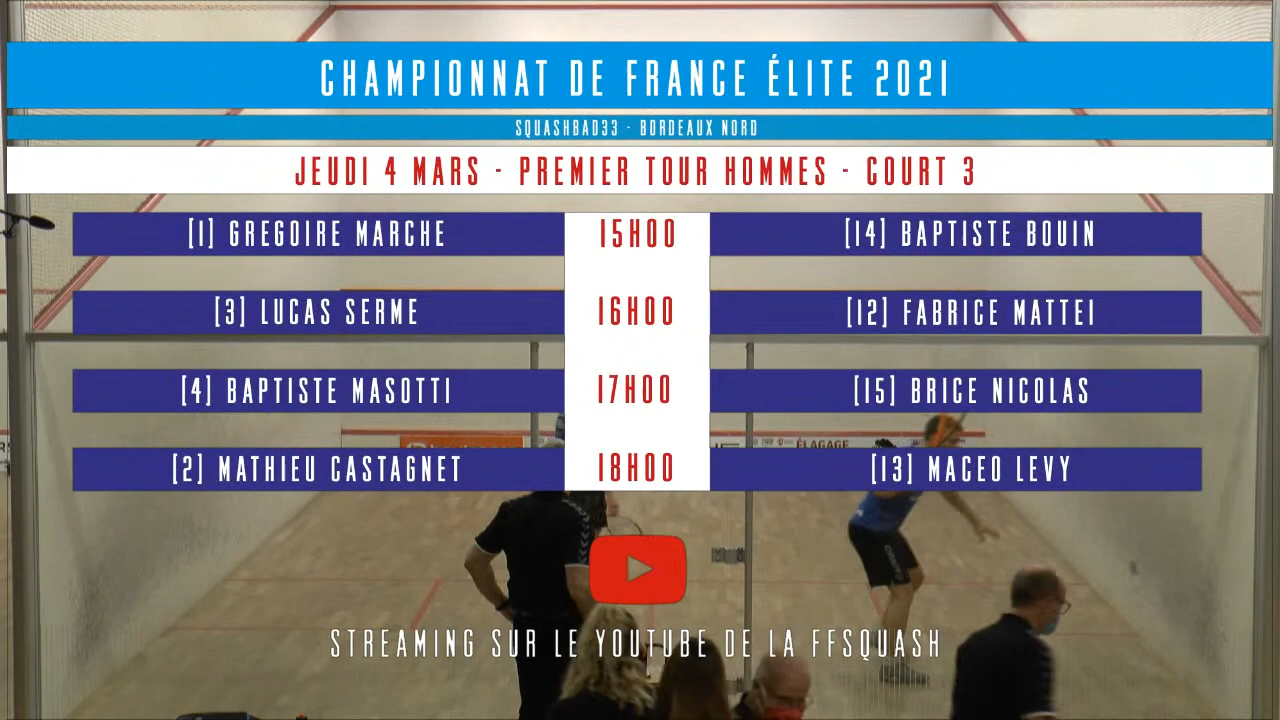 CHAMPIONNAT DE FRANCE ÉLITE 2021
SQUASHBAD33 - BORDEAUX NORD
JEUDI 4 MARS - PREMIER TOUR HOMMES - COURT 3
[1] GREGOIRE MARCHE 15H00 [14] BAPTISTE BOUIN
[3] LUCAS SERME 16H00 [12] FABRICE MATTEI
[4] BAPTISTE MASOTTI 17H00 [15] BRICE NICOLAS
ÉLAGAGE
[2] MATHIEU CASTAGNET 18H00 [13] MACEO LEVY
STREAMING SUR LE YOUTUBE DE LA FFSQUASH